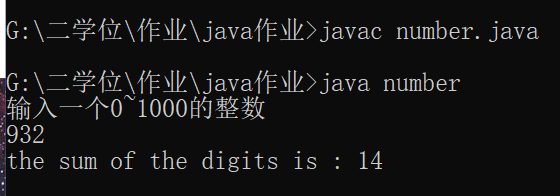 G:\二学位\作业\java作业>javac number.java
G:\二学位\作业\java作业>java number
输入一个0~1000的整数
932
the sum of the digits is : 14